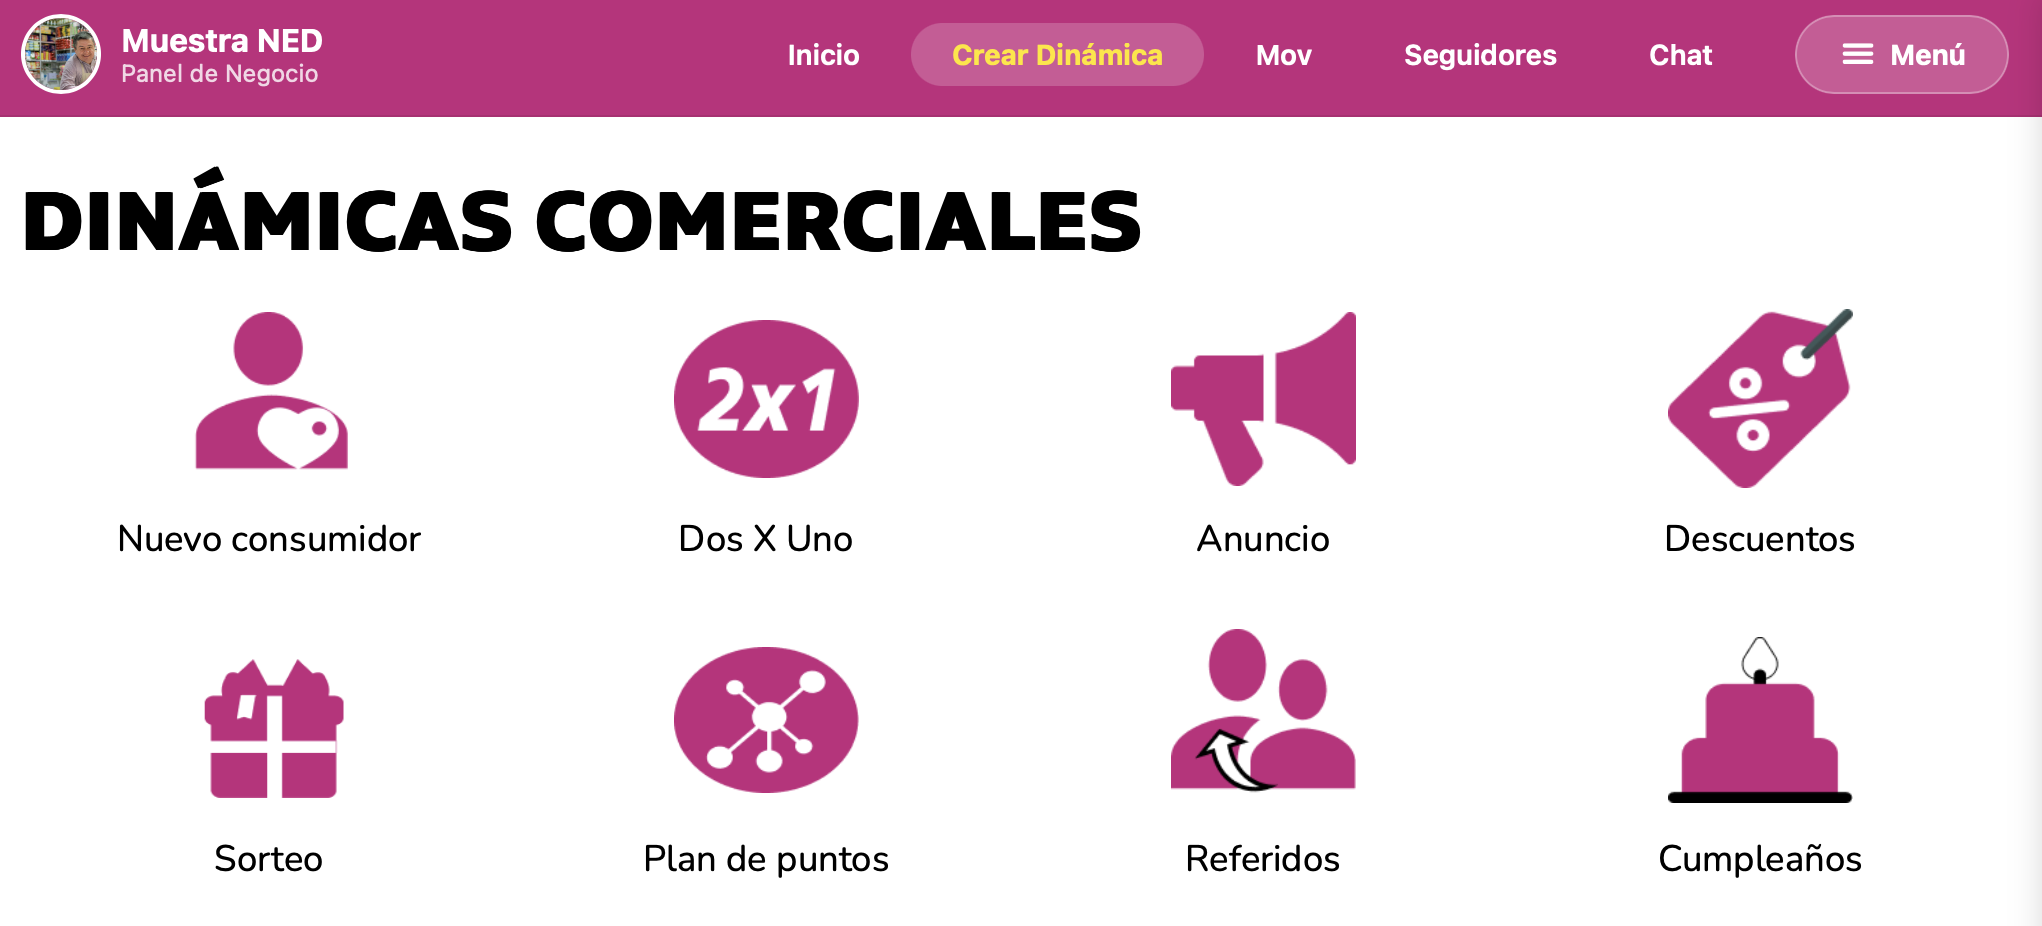 Muestra NED
Panel de Negocio
Inicio
Crear Dinámica
Mov
Seguidores
Chat
Menú
DINÁMICAS COMERCIALES
2x1
%
Nuevo consumidor
Dos X Uno
Anuncio
Descuentos
Sorteo
Plan de puntos
Referidos
Cumpleaños